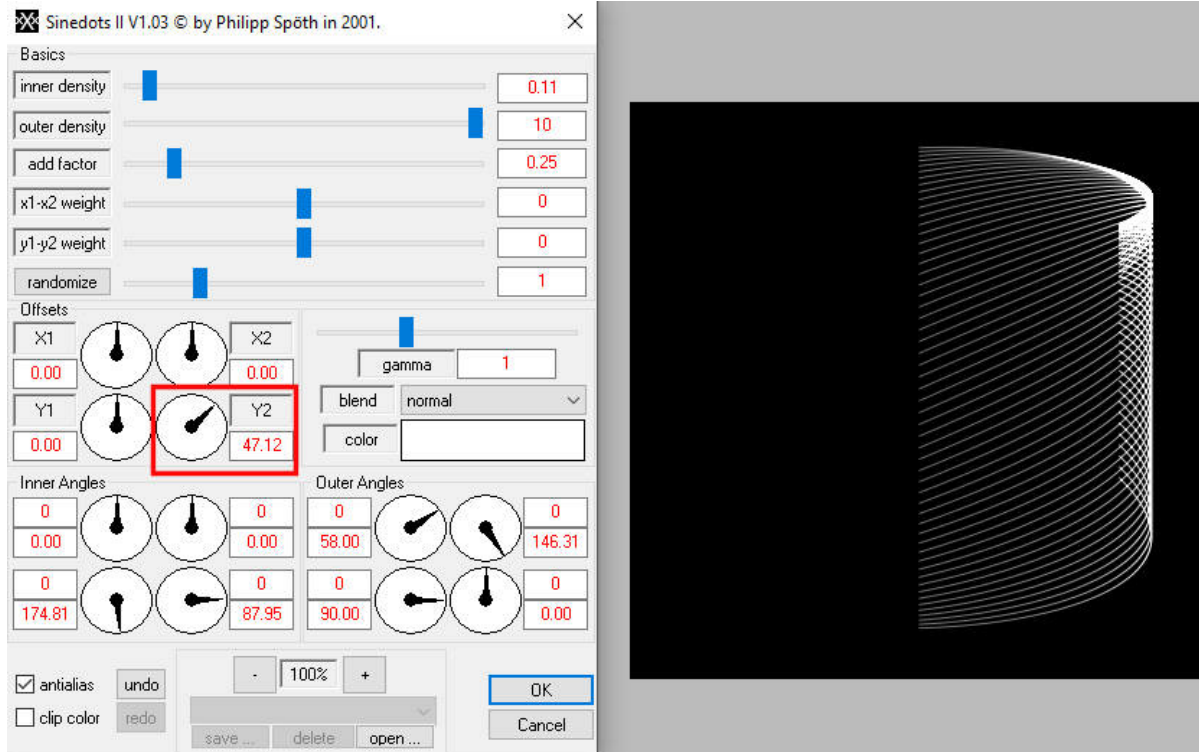 Sinedots II V1.03 © by Philipp Spöth in 2001.
Basics
inner density 0.11
outer density 10
add factor 0.25
x1-x2 weight 0
y1-y2 weight 0
randomize 1
Offsets
X1 X2
0.00 0.00
Y1 Y2
0.00 47.12
gamma 1
blend normal
color
Inner Angles
0 0
0.00 0.00
0 0
174.81 87.95
Outer Angles
0 0
58.00 146.31
0 0
90.00 0.00
antialias undo
clip color redo
- 100% +
save ... delete open ...
OK
Cancel